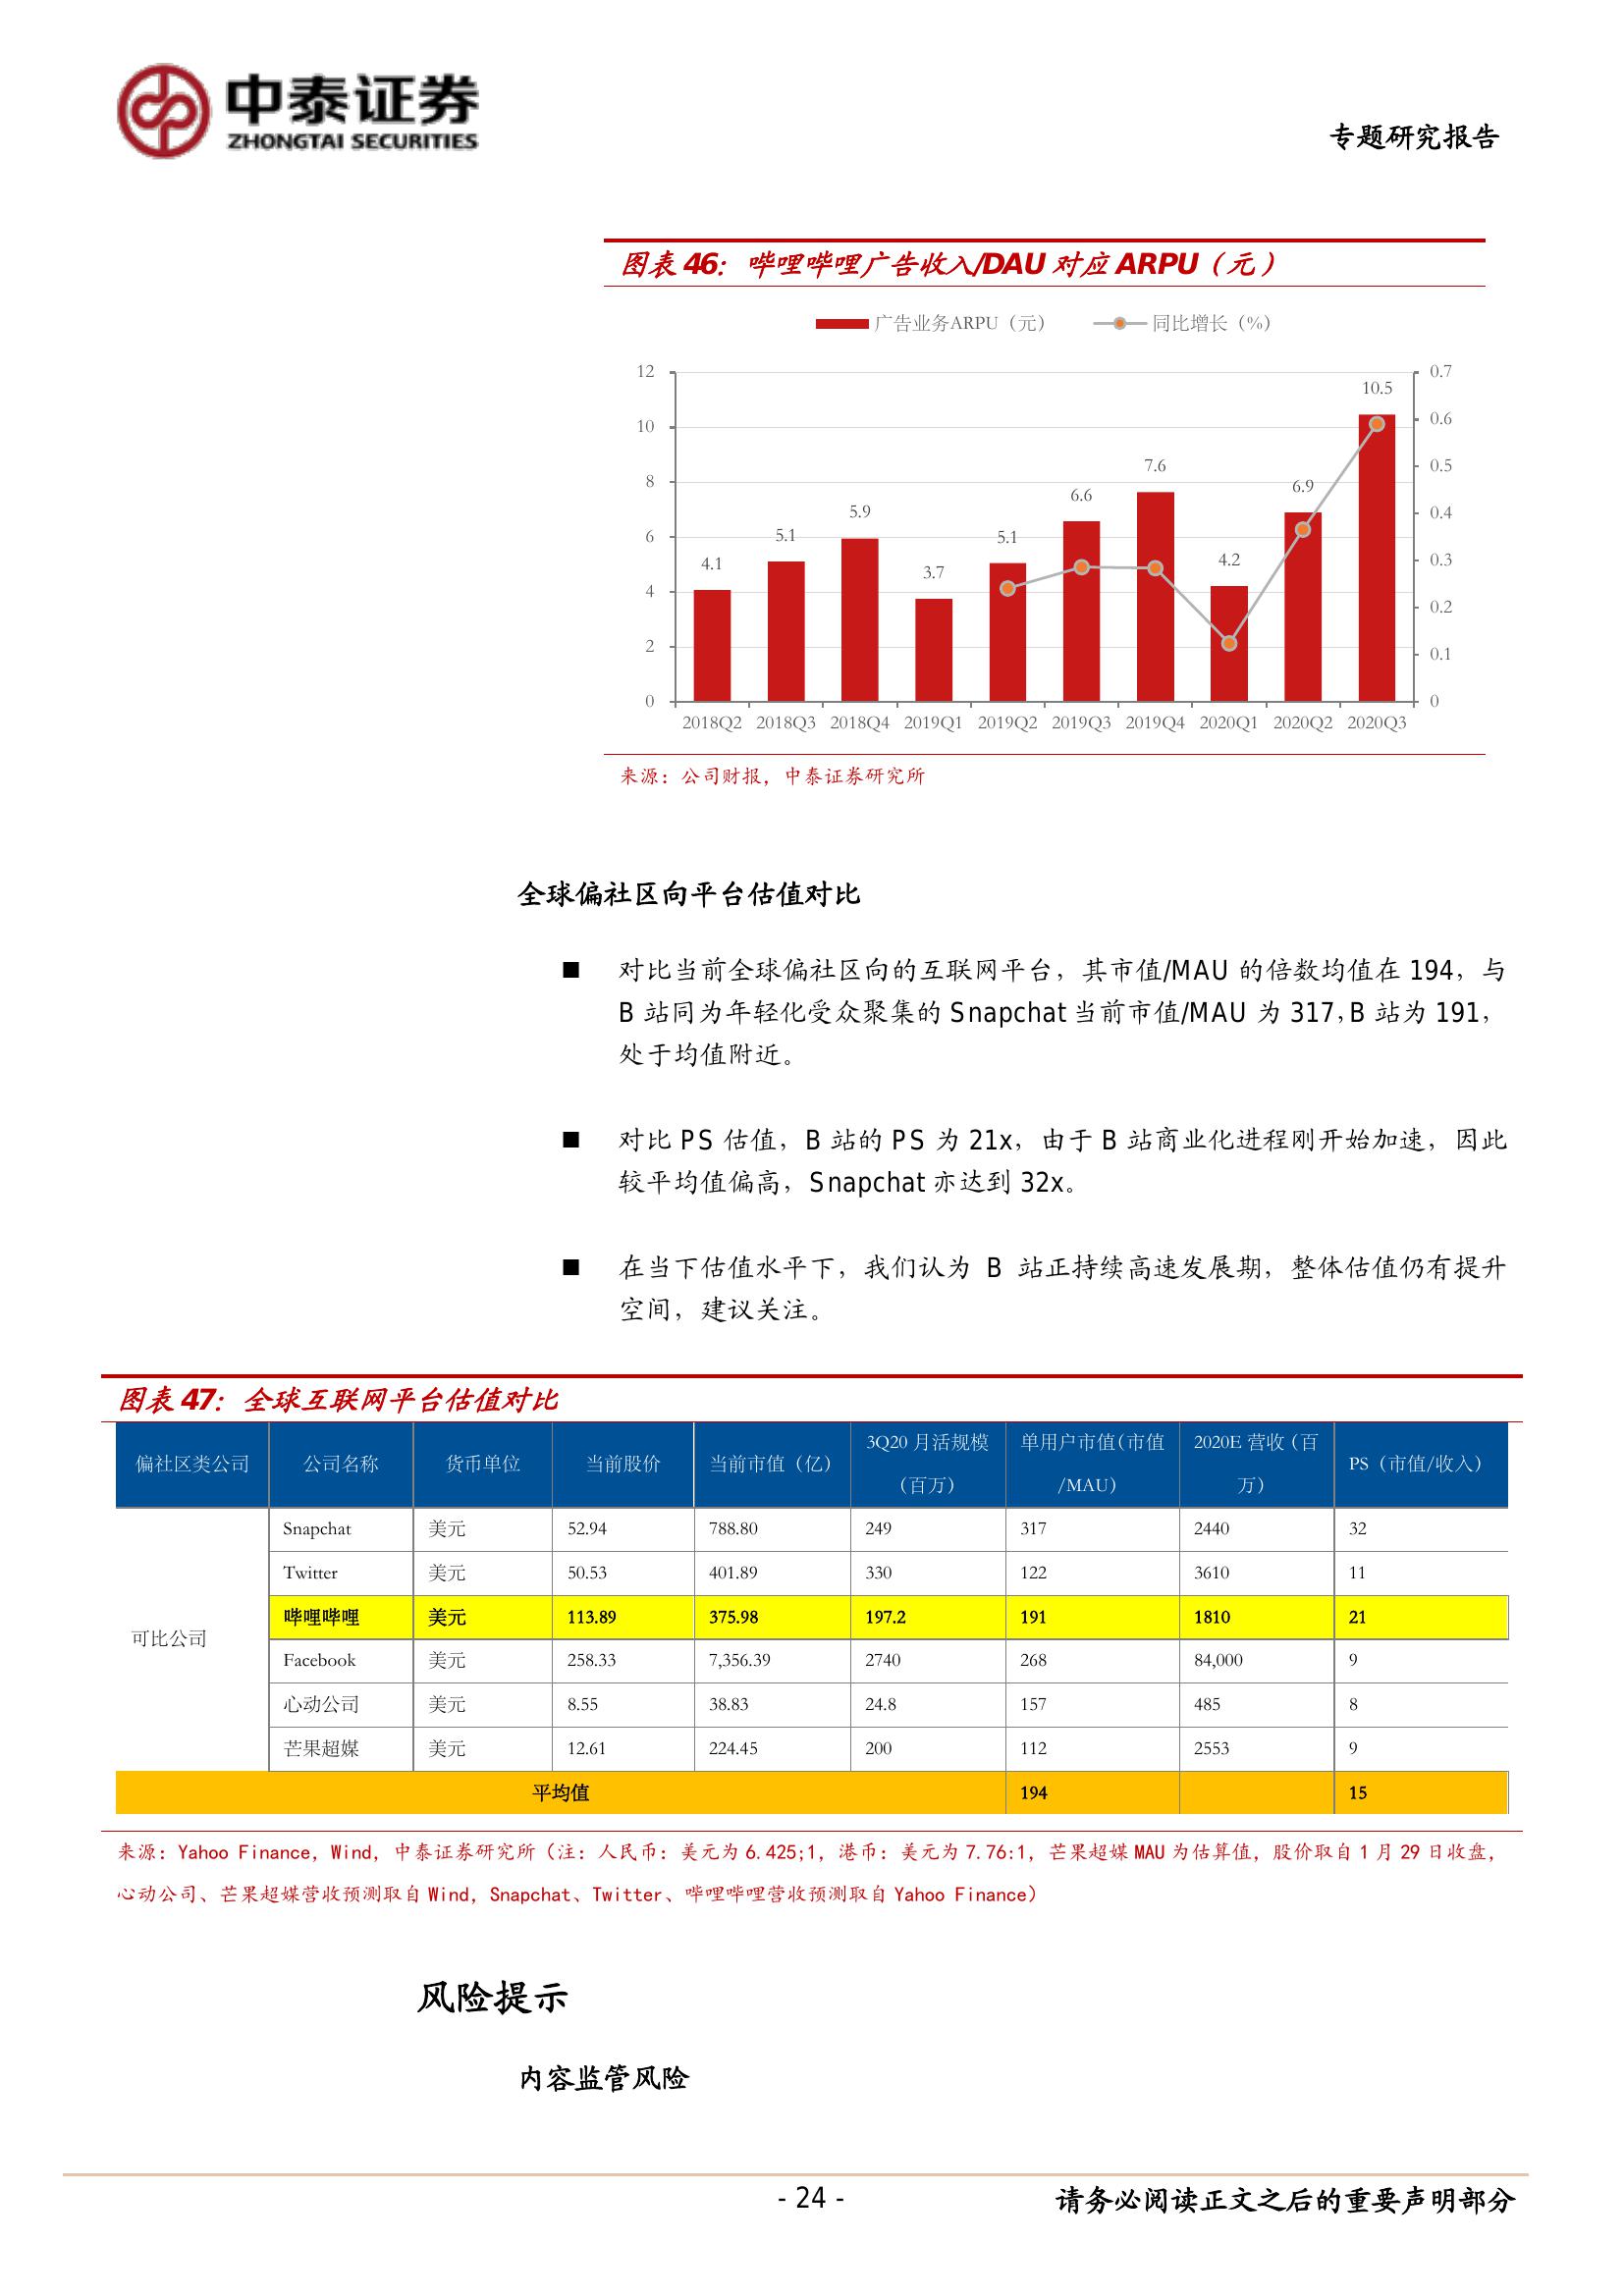 中泰证券
ZHONGTAI SECURITIES
专题研究报告
图表 46：哔哩哔哩广告收入/DAU 对应 ARPU（元）
广告业务ARPU（元） 同比增长（%）
12 0.7
10 0.6
8 0.5
6 0.4
4 0.3
2 0.2
0 0.1
0
4.1 5.1 5.9 3.7 5.1 6.6 7.6 4.2 6.9 10.5
2018Q2 2018Q3 2018Q4 2019Q1 2019Q2 2019Q3 2019Q4 2020Q1 2020Q2 2020Q3
来源：公司财报，中泰证券研究所
全球偏社区向平台估值对比
■ 对比当前全球偏社区向的互联网平台，其市值/MAU 的倍数均值在 194，与
B 站同为年轻化受众聚集的 Snapchat 当前市值/MAU 为 317，B 站为 191，
处于均值附近。
■ 对比 PS 估值，B 站的 PS 为 21x，由于 B 站商业化进程刚开始加速，因此
较平均值偏高，Snapchat 亦达到 32x。
■ 在当下估值水平下，我们认为 B 站正持续高速发展期，整体估值仍有提升
空间，建议关注。
图表 47：全球互联网平台估值对比
偏社区类公司 公司名称 货币单位 当前股价 当前市值（亿） 3Q20 月活规模（百万） 单用户市值（市值/MAU） 2020E 营收（百万） PS（市值/收入）
可比公司
Snapchat 美元 52.94 788.80 249 317 2440 32
Twitter 美元 50.53 401.89 330 122 3610 11
哔哩哔哩 美元 113.89 375.98 197.2 191 1810 21
Facebook 美元 258.33 7,356.39 2740 268 84,000 9
心动公司 美元 8.55 38.83 24.8 157 485 8
芒果超媒 美元 12.61 224.45 200 112 2553 9
平均值 194 15
来源：Yahoo Finance，Wind，中泰证券研究所（注：人民币：美元为 6.425;1，港币：美元为 7.76:1，芒果超媒 MAU 为估算值，股价取自 1 月 29 日收盘，
心动公司、芒果超媒营收预测取自 Wind，Snapchat、Twitter、哔哩哔哩营收预测取自 Yahoo Finance）
风险提示
内容监管风险
- 24 -
请务必阅读正文之后的重要声明部分